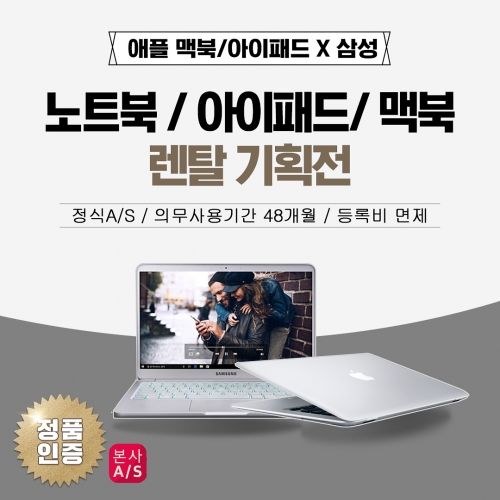 애플 맥북/아이패드 X 삼성
노트북 / 아이패드/ 맥북
렌탈 기획전
정식A/S / 의무사용기간 48개월 / 등록비 면제
SAMSUNG
정품
인증
본사
A/S